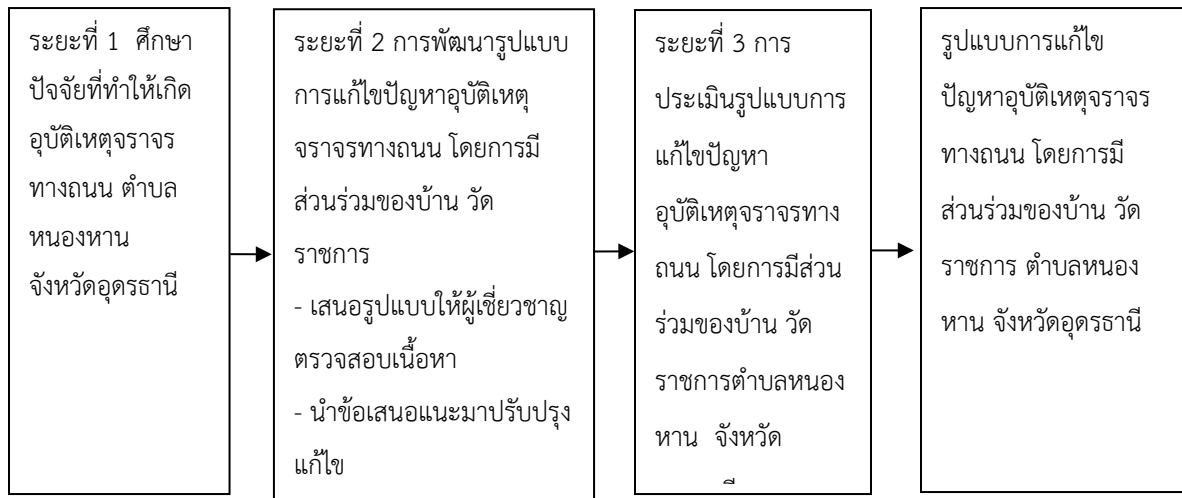 ระยะที่ 1 ศึกษา
ปัจจัยที่ทำให้เกิด
อุบัติเหตุจราจร
ทางถนน ตำบล
หนองหาน
จังหวัดอุดรธานี
ระยะที่ 2 การพัฒนารูปแบบ
การแก้ไขปัญหาอุบัติเหตุ
จราจรทางถนน โดยการมี
ส่วนร่วมของบ้าน วัด
ราชการ
- เสนอรูปแบบให้ผู้เชี่ยวชาญ
ตรวจสอบเนื้อหา
- นำข้อเสนอแนะมาปรับปรุง
แก้ไข
ระยะที่ 3 การ
ประเมินรูปแบบการ
แก้ไขปัญหา
อุบัติเหตุจราจรทาง
ถนน โดยการมีส่วน
ร่วมของบ้าน วัด
ราชการตำบลหนอง
หาน จังหวัด
รูปแบบการแก้ไข
ปัญหาอุบัติเหตุจราจร
ทางถนน โดยการมี
ส่วนร่วมของบ้าน วัด
ราชการ ตำบลหนอง
หาน จังหวัดอุดรธานี